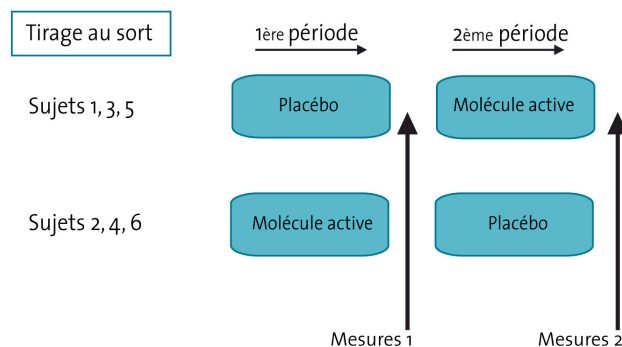 Tirage au sort
1ère période
2ème période
Sujets 1, 3, 5
Placébo
Molécule active
Sujets 2, 4, 6
Molécule active
Placébo
Mesures 1
Mesures 2